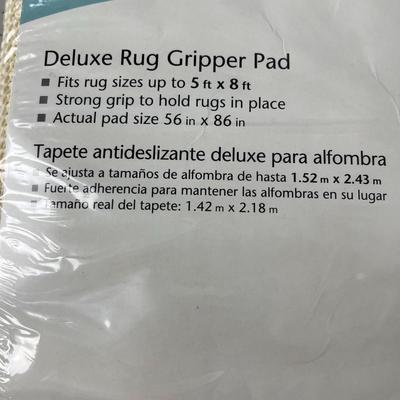 Deluxe Rug Gripper Pad
■ Fits rug sizes up to 5 ft x 8 ft
■ Strong grip to hold rugs in place
■ Actual pad size 56 in x 86 in
Tapete antideslizante deluxe para alfombra
■ Se ajusta a tamaños de alfombra de hasta 1.52 m x 2.43 m
■ Fuerte adherencia para mantener las alfombras en su lugar
■ Tamaño real del tapete: 1.42 m x 2.18 m